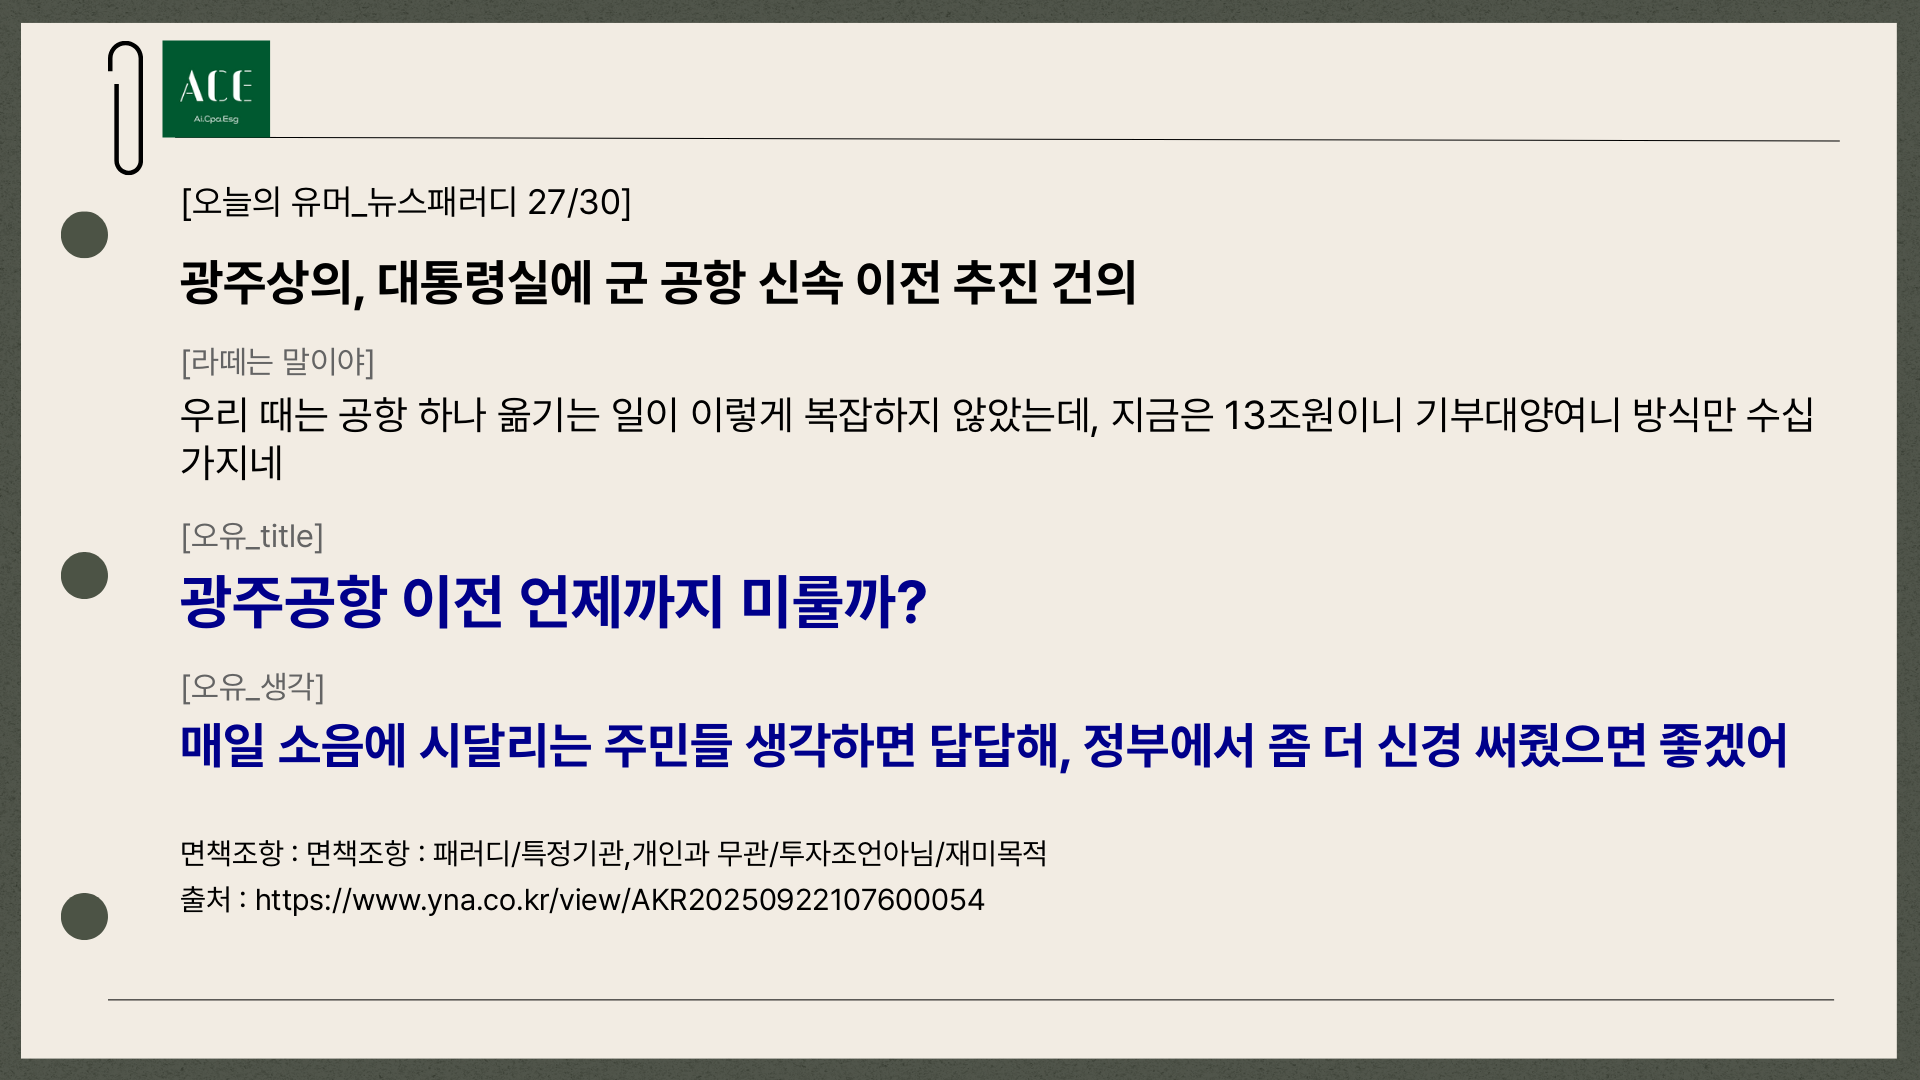 ACE
Ai.Cpa.Esg
[오늘의 유머_뉴스패러디 27/30]
광주상의, 대통령실에 군 공항 신속 이전 추진 건의
[라떼는 말이야]
우리 때는 공항 하나 옮기는 일이 이렇게 복잡하지 않았는데, 지금은 13조원이니 기부대양여니 방식만 수십
가지네
[오유_title]
광주공항 이전 언제까지 미룰까?
[오유_생각]
매일 소음에 시달리는 주민들 생각하면 답답해, 정부에서 좀 더 신경 써줬으면 좋겠어
면책조항 : 면책조항 : 패러디/특정기관,개인과 무관/투자조언아님/재미목적
출처 : https://www.yna.co.kr/view/AKR20250922107600054